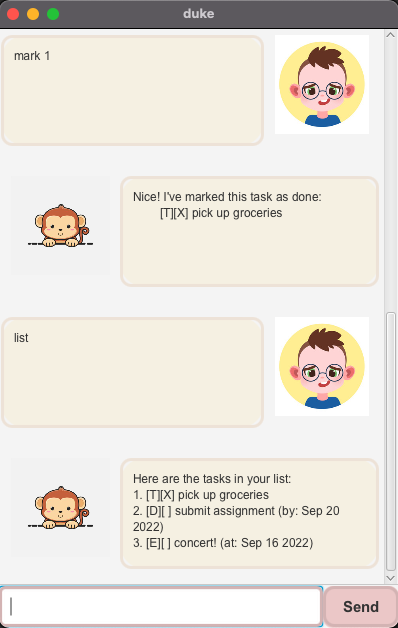 duke
mark 1
Nice! I've marked this task as done:
[T][X] pick up groceries
list
Here are the tasks in your list:
1. [T][X] pick up groceries
2. [D][ ] submit assignment (by: Sep 20
2022)
3. [E][ ] concert! (at: Sep 16 2022)
Send